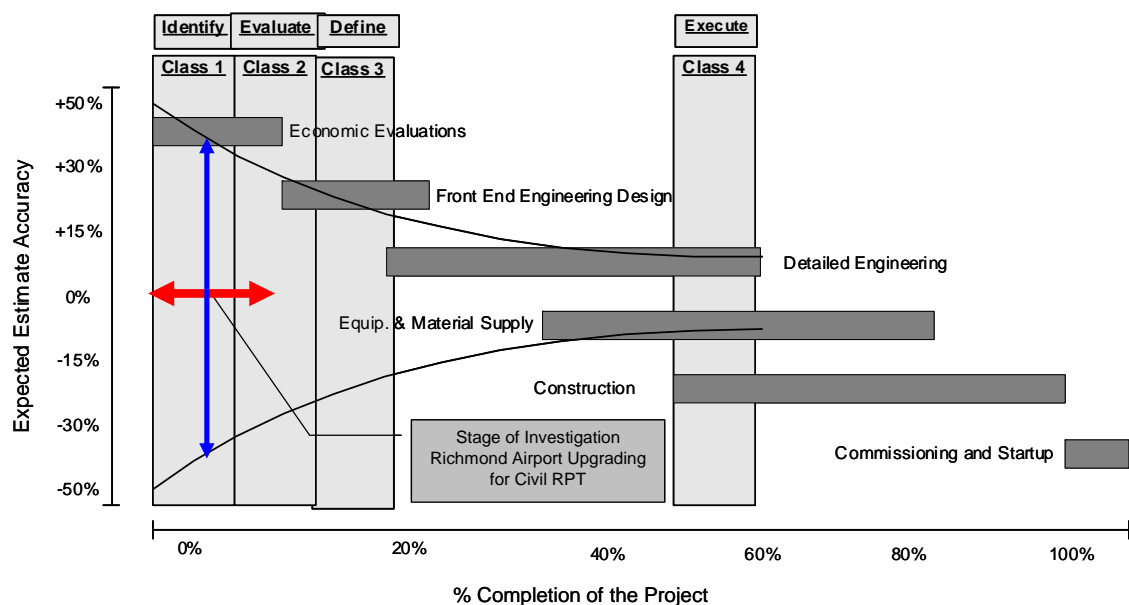 Identify Evaluate Define Execute
Class 1 Class 2 Class 3 Class 4
+50%
Economic Evaluations
+30%
Front End Engineering Design
+15%
Detailed Engineering
0%
Equip. & Material Supply
-15%
Construction
-30%
Stage of Investigation
Richmond Airport Upgrading
for Civil RPT
Commissioning and Startup
-50%
Expected Estimate Accuracy
0% 20% 40% 60% 80% 100%
% Completion of the Project